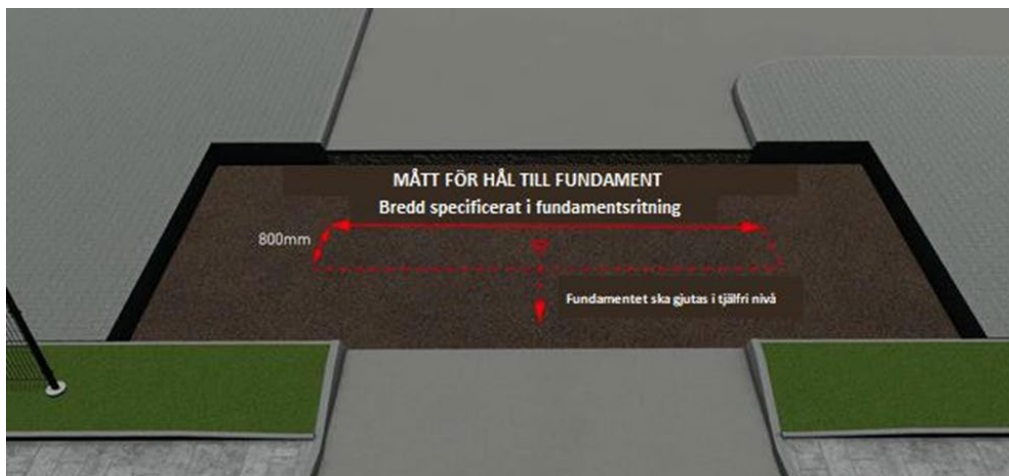 MÅTT FÖR HÅL TILL FUNDAMENT
Bredd specificerat i fundamentsritning
800mm
Fundamentet ska gjutas i tjälfri nivå